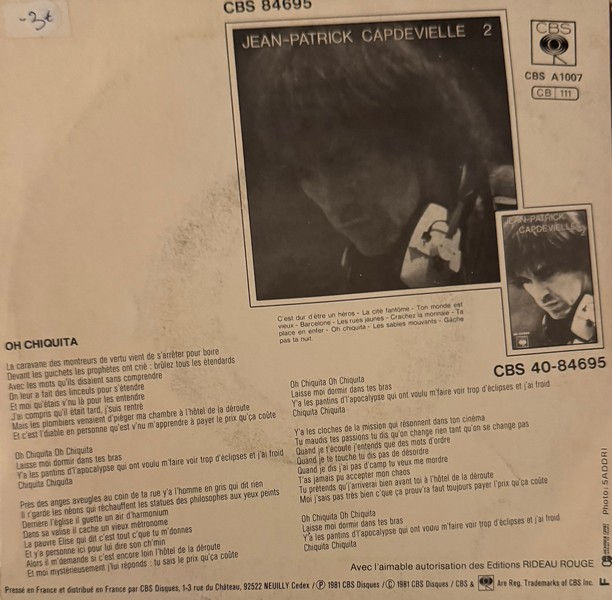 -3€
CBS 84695
JEAN-PATRICK CAPDEVIELLE 2
CBS
CBS A1007
CB 111
JEAN-PATRICK
CAPDEVIELLE 2
C'est dur d'être un héros - La cité fantôme - Ton monde est
vieux - Barcelone - Les rues jaunes - Crachez la monnaie - Ta
place en enfer - Oh chiquita - Les sables mouvants - Gâche
pas ta nuit.
CBS 40-84695
OH CHIQUITA
La caravane des montreurs de vertu vient de s'arrêter pour boire
Devant les guichets les prophètes ont crié : brûlez tous les étendards
Avec les mots qu'ils disaient sans comprendre
On leur a fait des linceuls pour s'étendre
Et moi qu'étais v'nu là pour les entendre
J'ai compris qu'il était tard, j'suis rentré
Mais les plombiers venaient d'piéger ma chambre à l'hôtel de la déroute
Et c'est l'diable en personne qu'est v'nu m'apprendre à payer le prix qu'ça coûte
Oh Chiquita Oh Chiquita
Laisse moi dormir dans tes bras
Y'a les pantins d'l'apocalypse qui ont voulu m'faire voir trop d'éclipses et j'ai froid
Chiquita Chiquita
Près des anges aveugles au coin de ta rue y'a l'homme en gris qui dit rien
Il r'garde les néons qui réchauffent les statues des philosophes aux yeux peints
Derrière l'église il guette un air d'harmonium
Dans sa valise il cache un vieux métronome
La pauvre Elise qui dit c'est tout c'que tu m'donnes
Et y'a personne ici pour lui dire son ch'min
Alors il m'demande si c'est encore loin l'hôtel de la déroute
Et moi mystérieusement j'lui réponds : tu sais le prix qu'ça coûte
Oh Chiquita Oh Chiquita
Laisse moi dormir dans tes bras
Y'a les pantins d'l'apocalypse qui ont voulu m'faire voir trop d'éclipses et j'ai froid
Chiquita Chiquita
Y'a les cloches de la mission qui résonnent dans ton cinéma
Tu maudis tes passions tu dis qu'on change rien tant qu'on se change pas
Quand je t'écoute j'entends que des mots d'ordre
Quand je te touche tu dis pas de désordre
Quand je dis j'ai pas d'camp tu veux me mordre
T'as jamais pu accepter mon chaos
Tu prétends qu'j'arriverai bien avant toi à l'hôtel de la déroute
Moi j'sais pas très bien c'que ça prouv'ra faut toujours payer l'prix qu'ça coûte
Oh Chiquita Oh Chiquita
Laisse moi dormir dans tes bras
Y'a les pantins d'l'apocalypse qui ont voulu m'faire voir trop d'éclipses et j'ai froid
Chiquita Chiquita
Avec l'aimable autorisation des Editions RIDEAU ROUGE
Pressé en France et distribué en France par CBS Disques, 1-3 rue du Château, 92522 NEUILLY Cedex / Ⓟ 1981 CBS Disques / Ⓒ 1981 CBS Disques / CBS & Are Reg. Trademarks of CBS Inc.
Photo : SADDRI
F